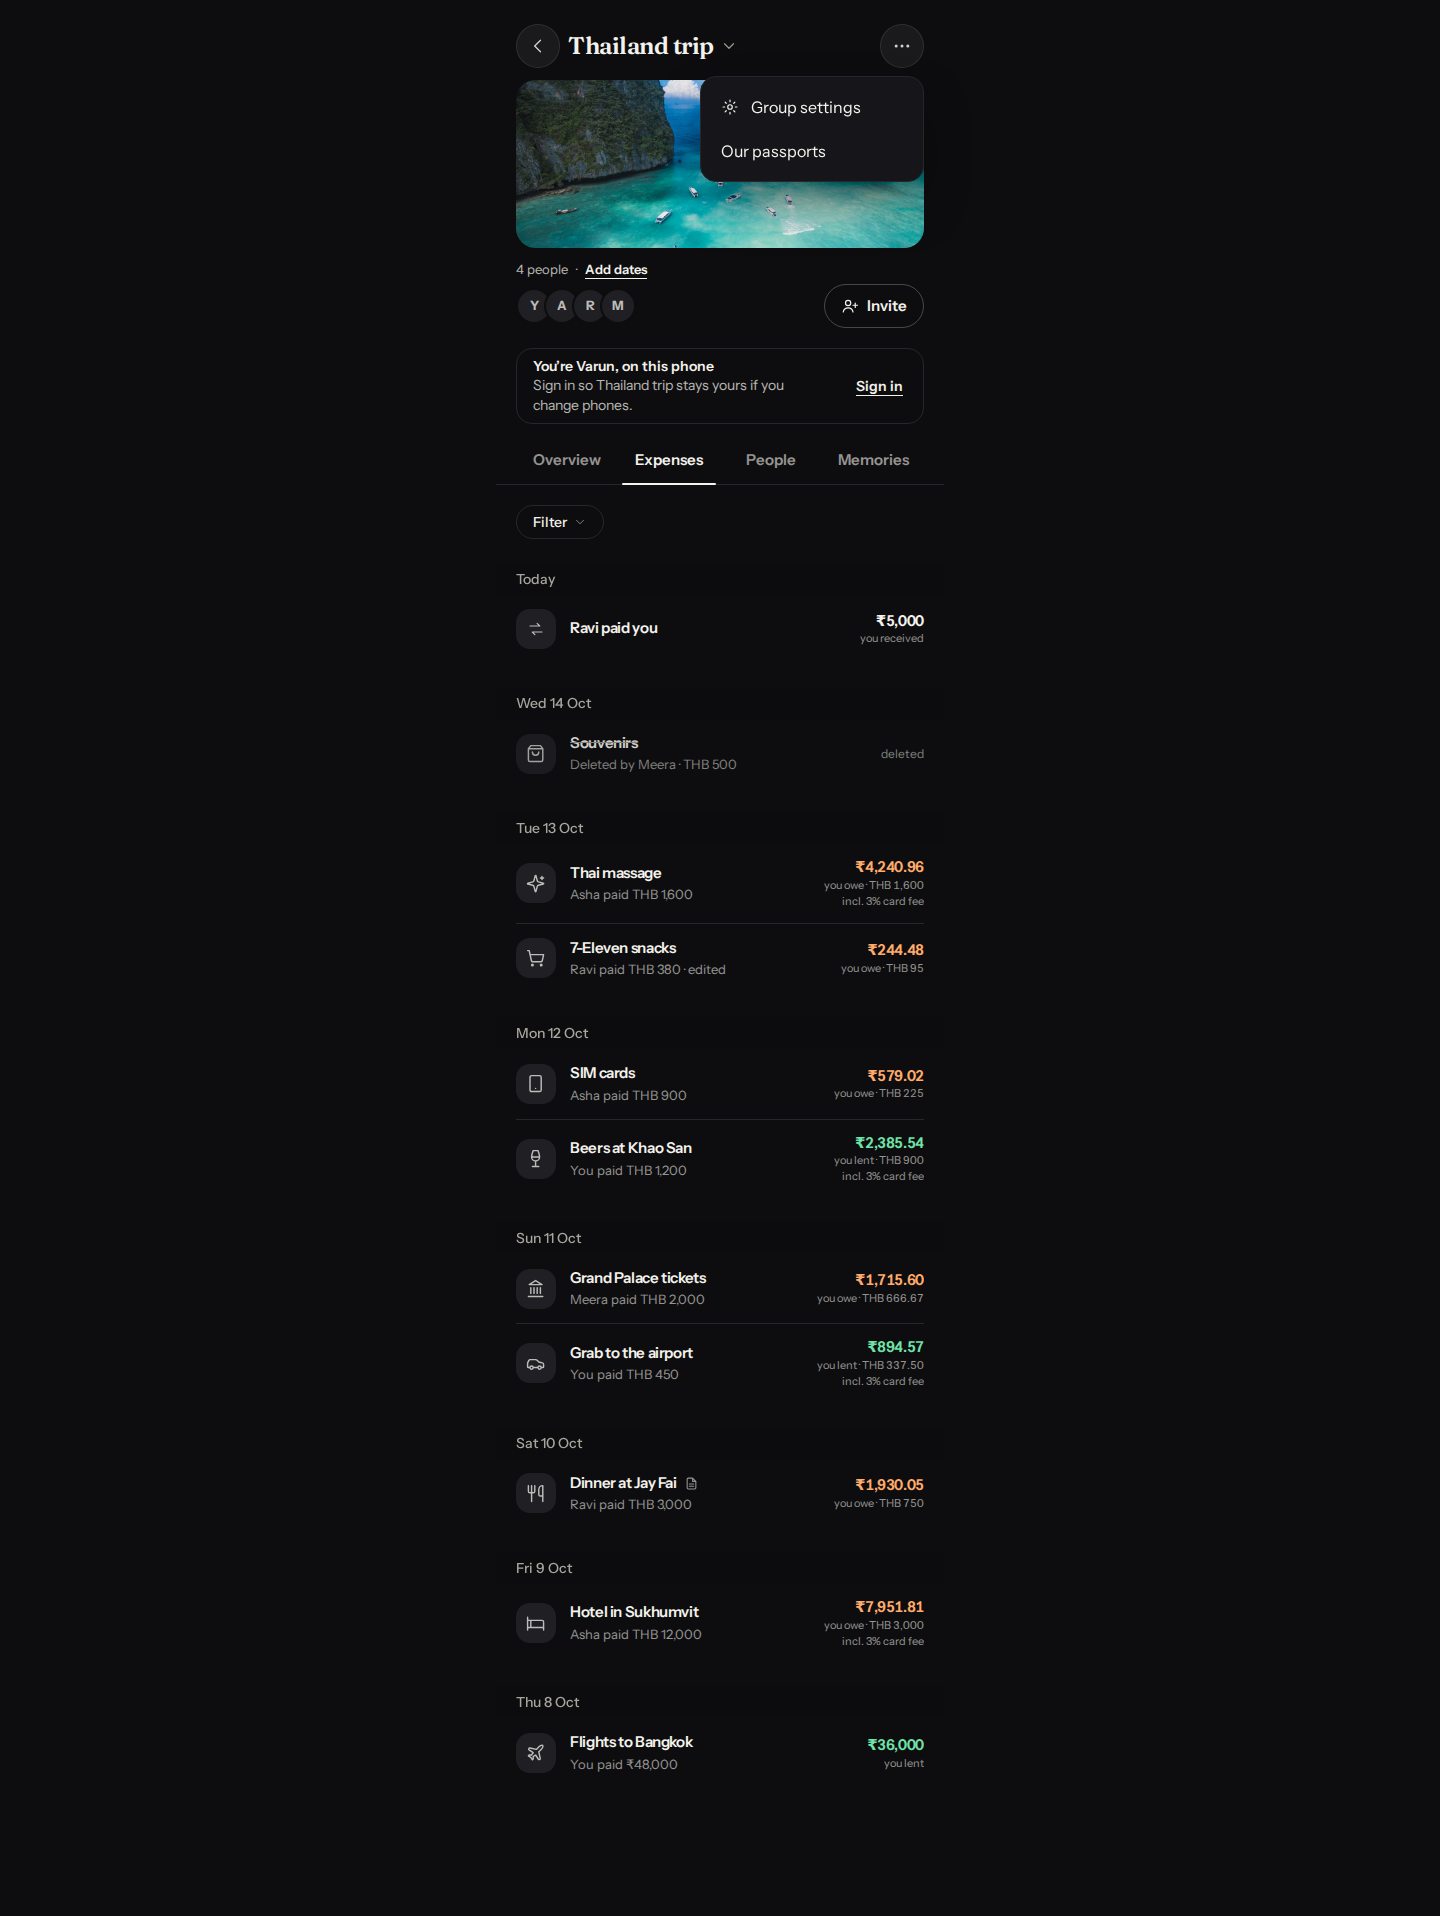 Thailand trip
Group settings
Our passports
4 people · Add dates
Y A R M
Invite
You're Varun, on this phone
Sign in so Thailand trip stays yours if you
change phones.
Sign in
Overview Expenses People Memories
Filter
Today
Ravi paid you
₹5,000
you received
Wed 14 Oct
Souvenirs
Deleted by Meera · THB 500
deleted
Tue 13 Oct
Thai massage
Asha paid THB 1,600
₹4,240.96
you owe · THB 1,600
incl. 3% card fee
7-Eleven snacks
Ravi paid THB 380 · edited
₹244.48
you owe · THB 95
Mon 12 Oct
SIM cards
Asha paid THB 900
₹579.02
you owe · THB 225
Beers at Khao San
You paid THB 1,200
₹2,385.54
you lent · THB 900
incl. 3% card fee
Sun 11 Oct
Grand Palace tickets
Meera paid THB 2,000
₹1,715.60
you owe · THB 666.67
Grab to the airport
You paid THB 450
₹894.57
you lent · THB 337.50
incl. 3% card fee
Sat 10 Oct
Dinner at Jay Fai
Ravi paid THB 3,000
₹1,930.05
you owe · THB 750
Fri 9 Oct
Hotel in Sukhumvit
Asha paid THB 12,000
₹7,951.81
you owe · THB 3,000
incl. 3% card fee
Thu 8 Oct
Flights to Bangkok
You paid ₹48,000
₹36,000
you lent